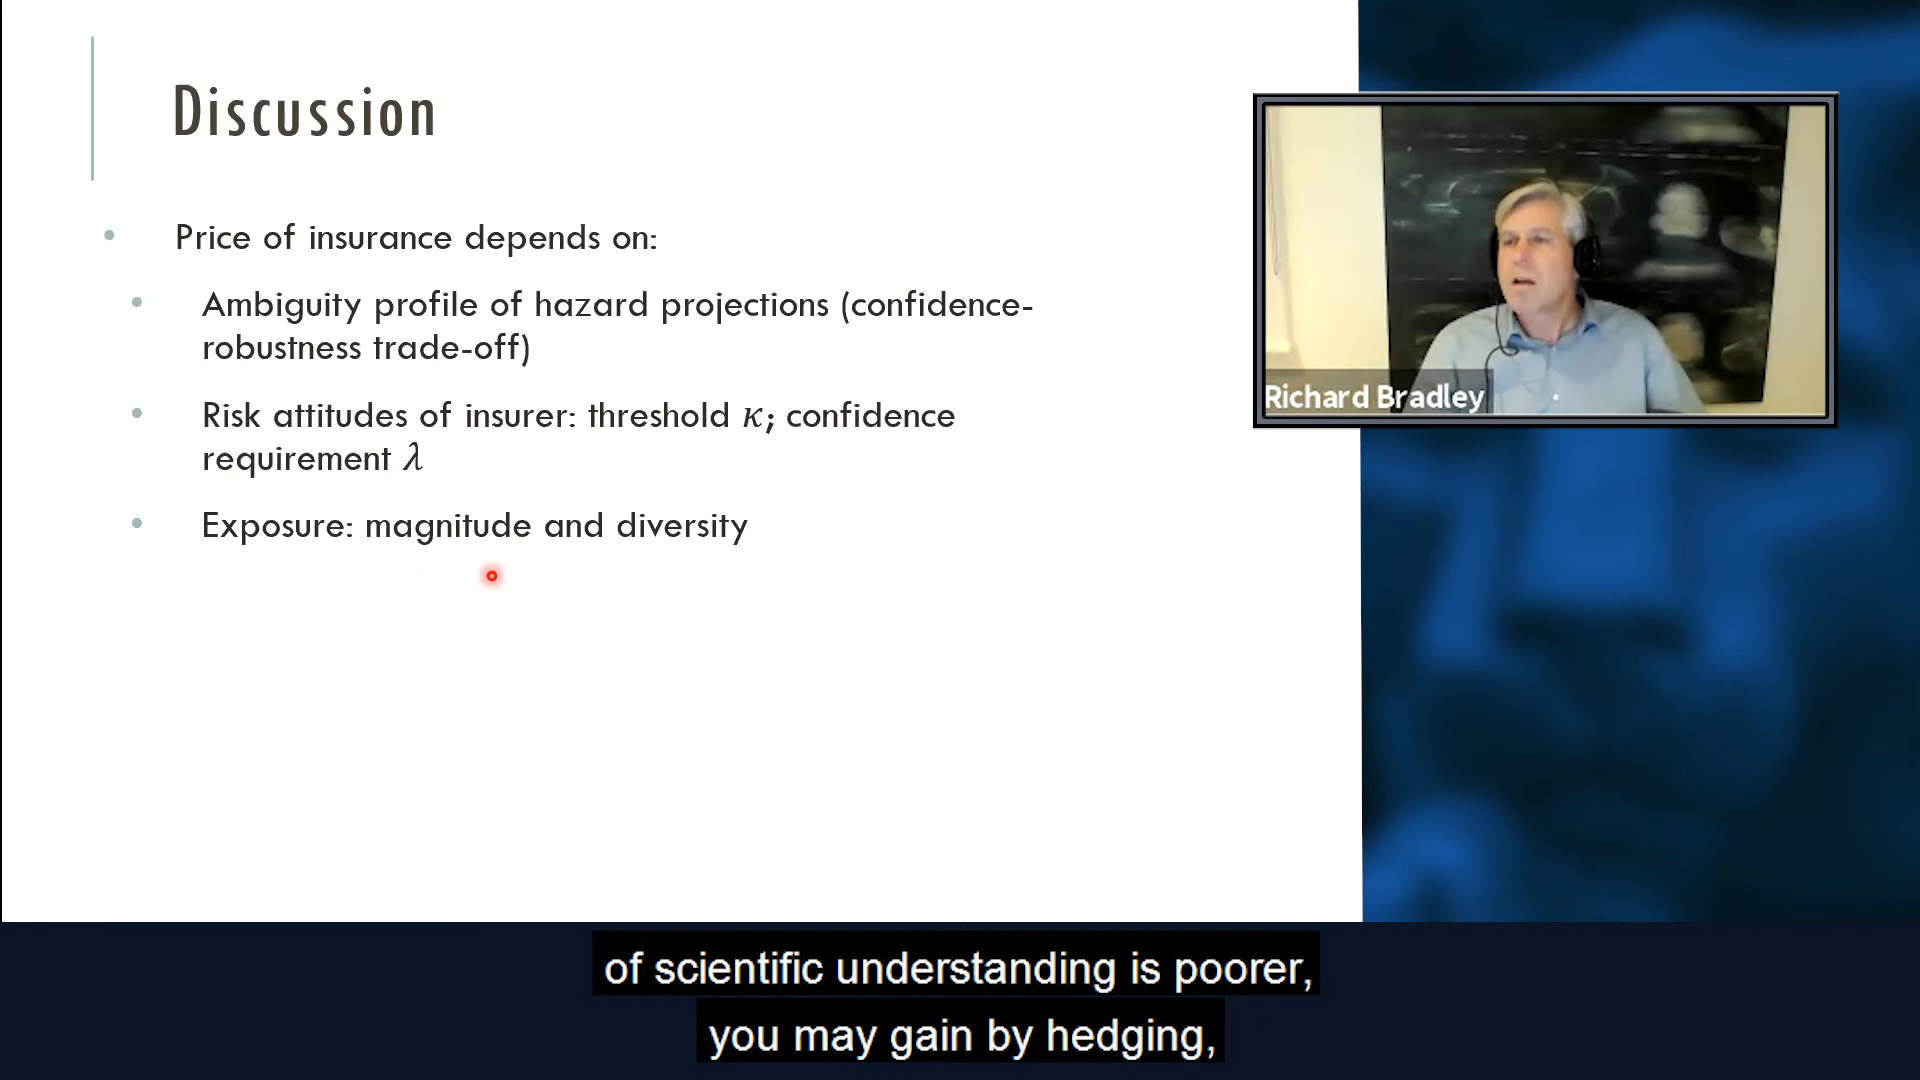 Discussion
• Price of insurance depends on:
• Ambiguity profile of hazard projections (confidence-
robustness trade-off)
• Risk attitudes of insurer: threshold κ; confidence
requirement λ
• Exposure: magnitude and diversity
Richard Bradley
of scientific understanding is poorer,
you may gain by hedging,